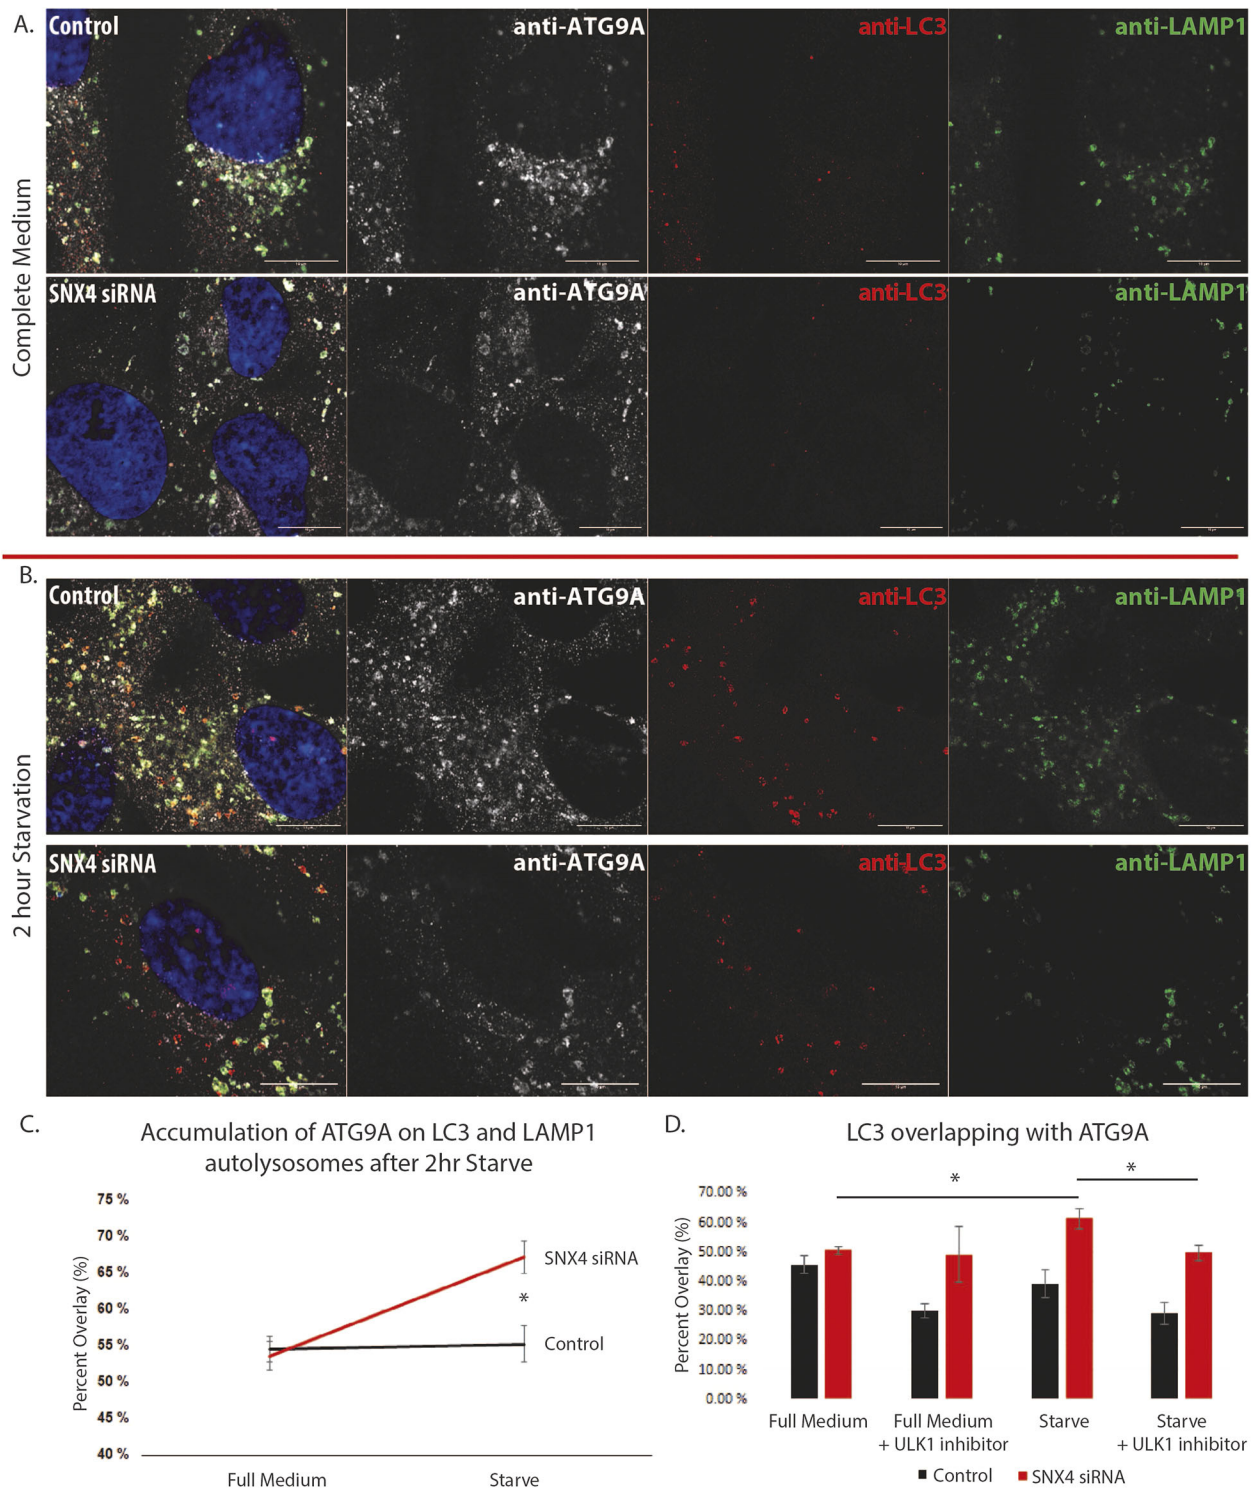 A.
Control
anti-ATG9A
anti-LC3
anti-LAMP1
Complete Medium
SNX4 siRNA
anti-ATG9A
anti-LC3
anti-LAMP1
B.
Control
anti-ATG9A
anti-LC3
anti-LAMP1
2 hour Starvation
SNX4 siRNA
anti-ATG9A
anti-LC3
anti-LAMP1
C.
Accumulation of ATG9A on LC3 and LAMP1
autolysosomes after 2hr Starve
Percent Overlay (%)
75 %
70 %
65 %
60 %
55 %
50 %
45 %
40 %
SNX4 siRNA
*
Control
Full Medium
Starve
D.
LC3 overlapping with ATG9A
*
*
Percent Overlay (%)
70.00 %
60.00 %
50.00 %
40.00 %
30.00 %
20.00 %
10.00 %
0.00 %
Full Medium
Full Medium
+ ULK1 inhibitor
Starve
Starve
+ ULK1 inhibitor
Control
SNX4 siRNA